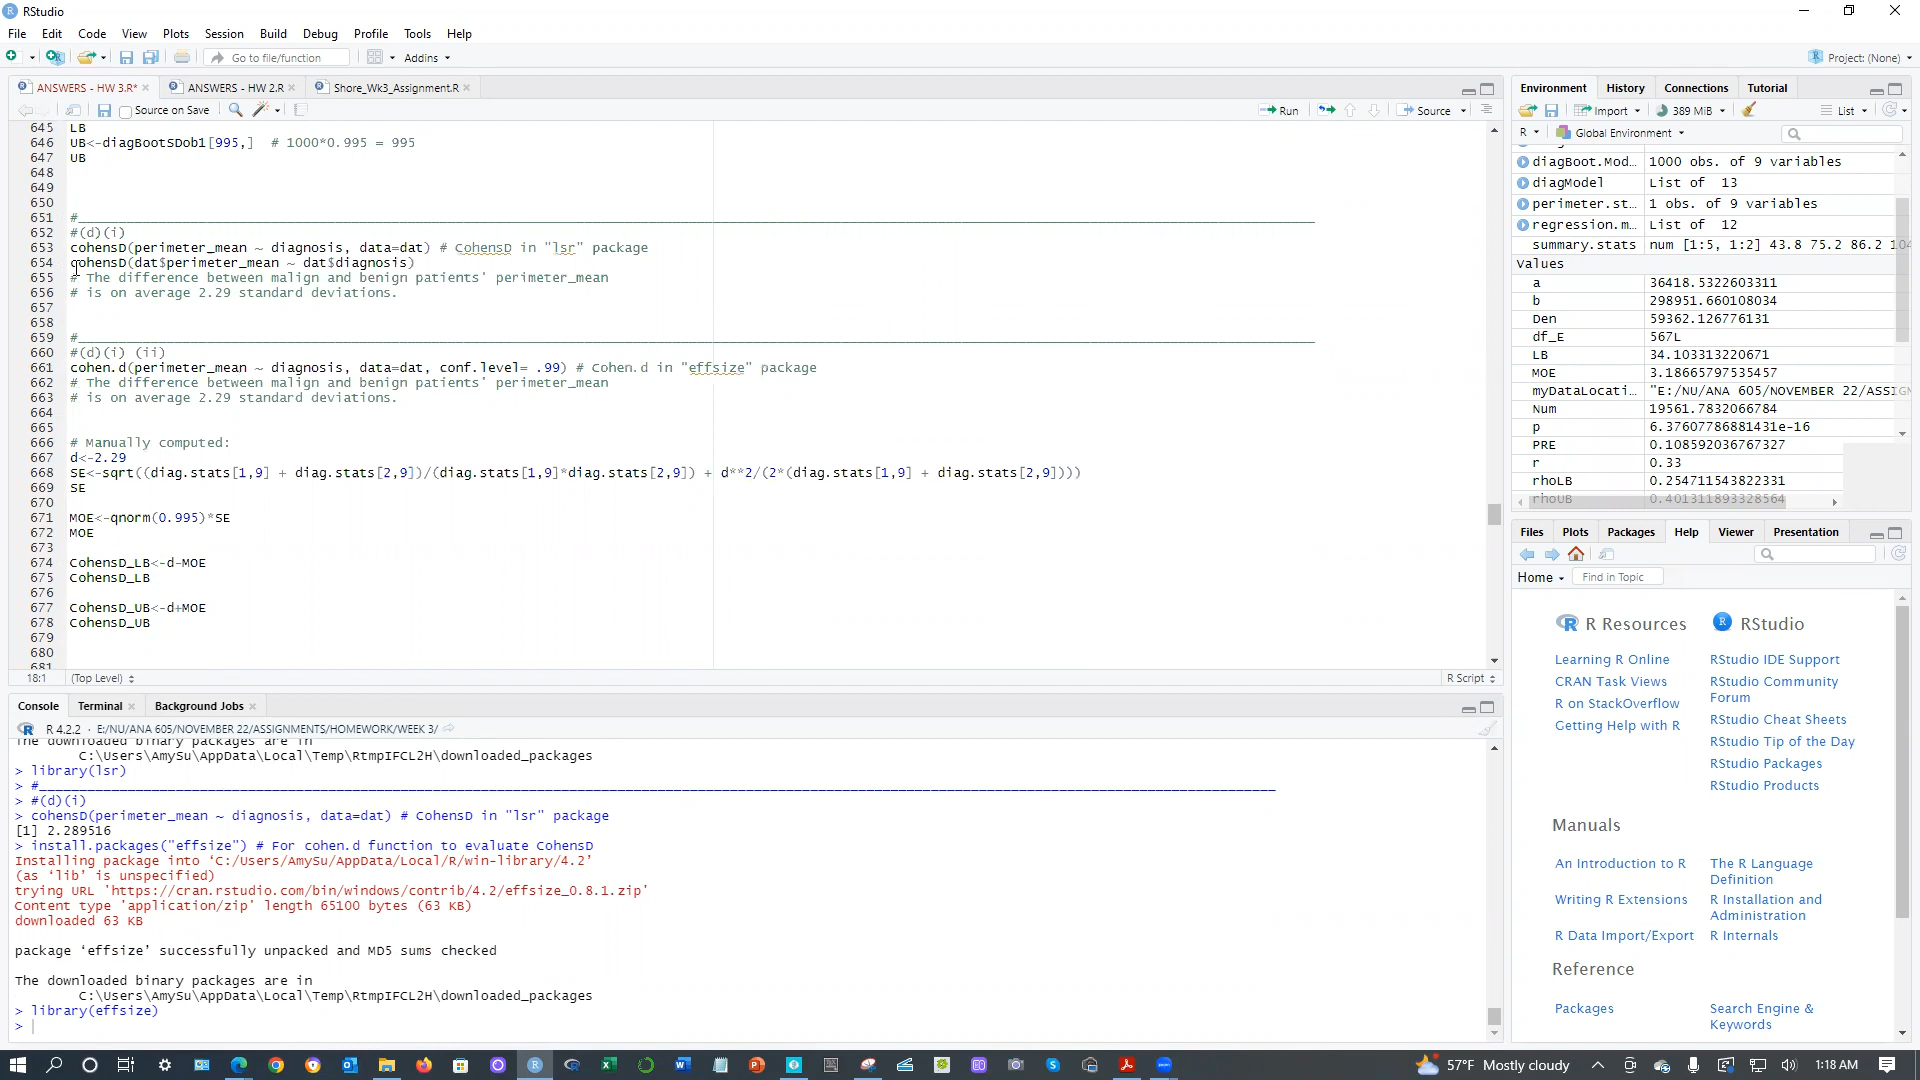 RStudio
File Edit Code View Plots Session Build Debug Profile Tools Help
Go to file/function Addins Project: (None)
ANSWERS - HW 3.R* ANSWERS - HW 2.R Shore_Wk3_Assignment.R
Source on Save Run Source
645 LB
646 UB<-diagBootSDob1[995,]  # 1000*0.995 = 995
647 UB
648
649
650
651 #
652 #(d)(i)
653 cohensD(perimeter_mean ~ diagnosis, data=dat) # CohensD in "lsr" package
654 cohensD(dat$perimeter_mean ~ dat$diagnosis)
655 # The difference between malign and benign patients' perimeter_mean
656 # is on average 2.29 standard deviations.
657
658
659 #
660 #(d)(i) (ii)
661 cohen.d(perimeter_mean ~ diagnosis, data=dat, conf.level= .99) # Cohen.d in "effsize" package
662 # The difference between malign and benign patients' perimeter_mean
663 # is on average 2.29 standard deviations.
664
665
666 # Manually computed:
667 d<-2.29
668 SE<-sqrt((diag.stats[1,9] + diag.stats[2,9])/(diag.stats[1,9]*diag.stats[2,9]) + d**2/(2*(diag.stats[1,9] + diag.stats[2,9])))
669 SE
670
671 MOE<-qnorm(0.995)*SE
672 MOE
673
674 CohensD_LB<-d-MOE
675 CohensD_LB
676
677 CohensD_UB<-d+MOE
678 CohensD_UB
679
680
681
18:1 (Top Level) R Script
Console Terminal Background Jobs
R 4.2.2 · E:/NU/ANA 605/NOVEMBER 22/ASSIGNMENTS/HOMEWORK/WEEK 3/
The downloaded binary packages are in
C:\Users\AmySu\AppData\Local\Temp\RtmpIFCL2H\downloaded_packages
> library(lsr)
> #
> #(d)(i)
> cohensD(perimeter_mean ~ diagnosis, data=dat) # CohensD in "lsr" package
[1] 2.289516
> install.packages("effsize") # For cohen.d function to evaluate CohensD
Installing package into ‘C:/Users/AmySu/AppData/Local/R/win-library/4.2’
(as ‘lib’ is unspecified)
trying URL 'https://cran.rstudio.com/bin/windows/contrib/4.2/effsize_0.8.1.zip'
Content type 'application/zip' length 65100 bytes (63 KB)
downloaded 63 KB
package ‘effsize’ successfully unpacked and MD5 sums checked
The downloaded binary packages are in
C:\Users\AmySu\AppData\Local\Temp\RtmpIFCL2H\downloaded_packages
> library(effsize)
>
Environment History Connections Tutorial
Import 389 MiB List
R Global Environment
diagBoot.Mod… 1000 obs. of 9 variables
diagModel List of 13
perimeter.st… 1 obs. of 9 variables
regression.m… List of 12
summary.stats num [1:5, 1:2] 43.8 75.2 86.2 104
Values
a 36418.5322603311
b 298951.660108034
Den 59362.126776131
df_E 567L
LB 34.103313220671
MOE 3.18665797535457
myDataLocati… "E:/NU/ANA 605/NOVEMBER 22/ASSIGN
Num 19561.7832066784
p 6.37607786881431e-16
PRE 0.108592036767327
r 0.33
rhoLB 0.254711543822331
rhoUB 0.401311893328564
Files Plots Packages Help Viewer Presentation
Home Find in Topic
R Resources
Learning R Online
CRAN Task Views
R on StackOverflow
Getting Help with R
RStudio
RStudio IDE Support
RStudio Community
Forum
RStudio Cheat Sheets
RStudio Tip of the Day
RStudio Packages
RStudio Products
Manuals
An Introduction to R
Writing R Extensions
R Data Import/Export
The R Language
Definition
R Installation and
Administration
R Internals
Reference
Packages
Search Engine &
Keywords
57°F Mostly cloudy 1:18 AM